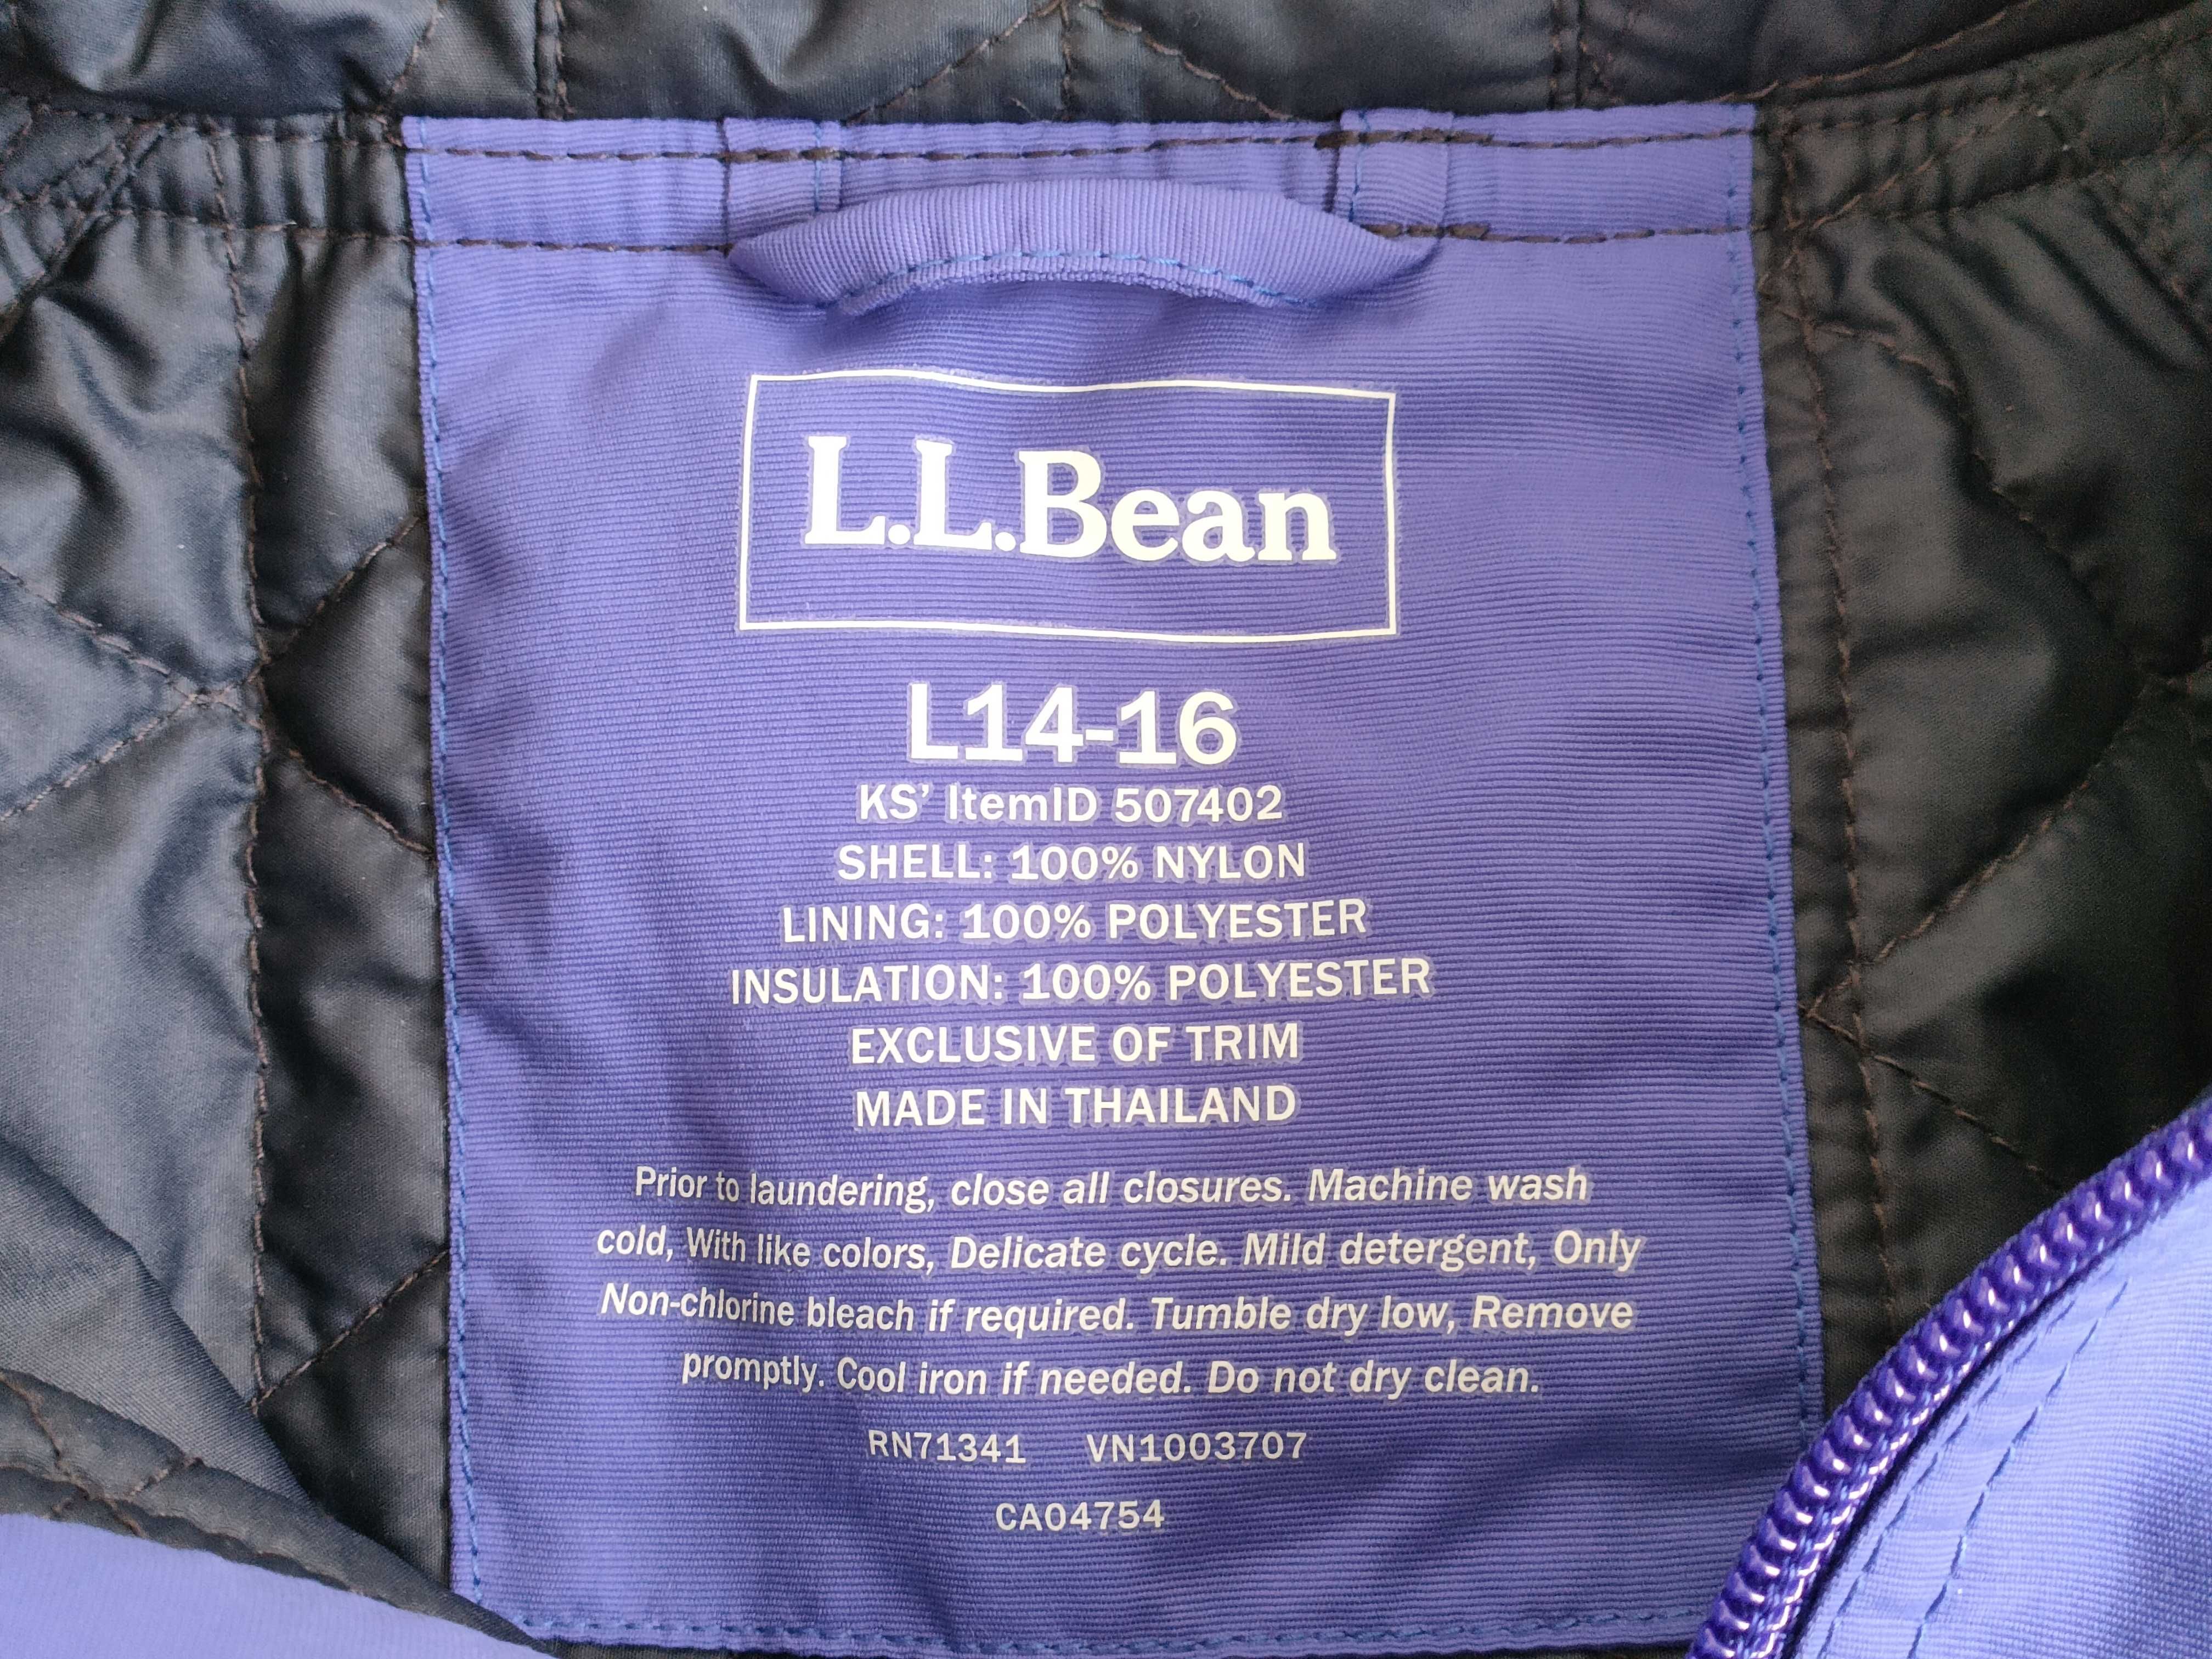 L.L.Bean
L14-16
KS' ItemID 507402
SHELL: 100% NYLON
LINING: 100% POLYESTER
INSULATION: 100% POLYESTER
EXCLUSIVE OF TRIM
MADE IN THAILAND
Prior to laundering, close all closures. Machine wash
cold, With like colors, Delicate cycle. Mild detergent, Only
Non-chlorine bleach if required. Tumble dry low, Remove
promptly. Cool iron if needed. Do not dry clean.
RN71341 VN1003707
CA04754